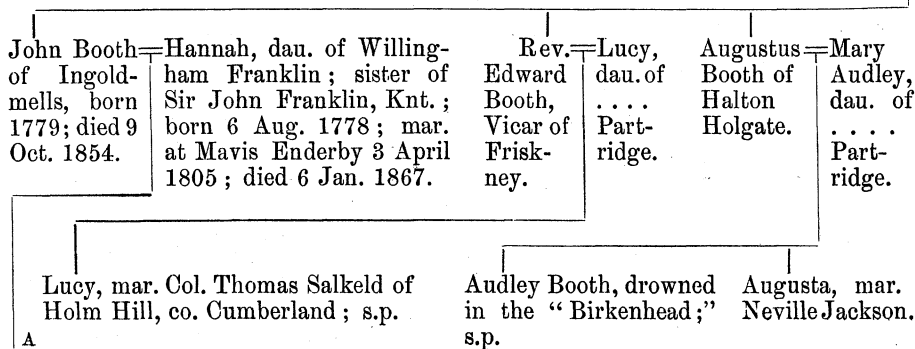 John Booth=Hannah, dau. of Willing-
of Ingold-
mells, born
1779; died 9
Oct. 1854.
ham Franklin ; sister of
Sir John Franklin, Knt. ;
born 6 Aug. 1778 ; mar.
at Mavis Enderby 3 April
1805 ; died 6 Jan. 1867.
Rev.=Lucy,
Edward
Booth,
Vicar of
Frisk-
ney.
dau. of
. . . .
Part-
ridge.
Augustus=Mary
Booth of
Halton
Holgate.
Audley,
dau. of
. . . .
Part-
ridge.
Lucy, mar. Col. Thomas Salkeld of
Holm Hill, co. Cumberland ; s.p.
Audley Booth, drowned
in the “ Birkenhead ;”
s.p.
Augusta, mar.
Neville Jackson.
A